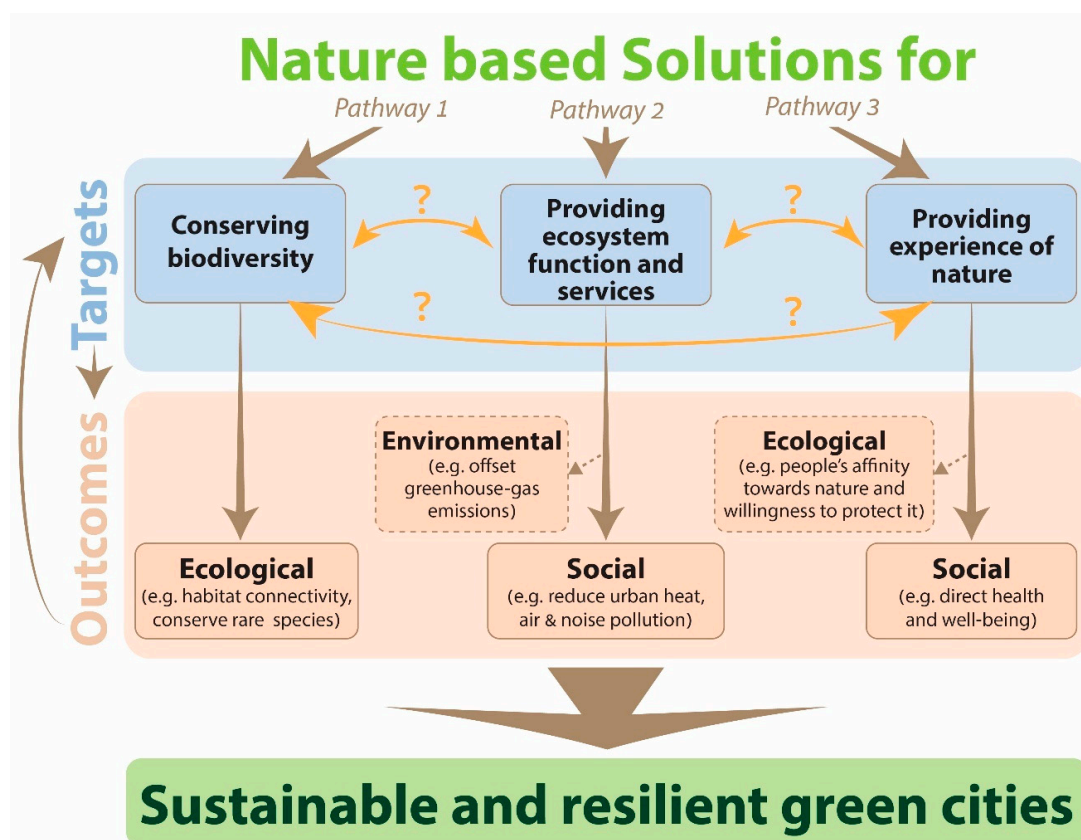 Nature based Solutions for
Pathway 1
Pathway 2
Pathway 3
Targets
Conserving
biodiversity
?
Providing
ecosystem
function and
services
?
Providing
experience of
nature
?
?
Outcomes
Environmental
(e.g. offset
greenhouse-gas
emissions)
Ecological
(e.g. people's affinity
towards nature and
willingness to protect it)
Ecological
(e.g. habitat connectivity,
conserve rare species)
Social
(e.g. reduce urban heat,
air & noise pollution)
Social
(e.g. direct health
and well-being)
Sustainable and resilient green cities